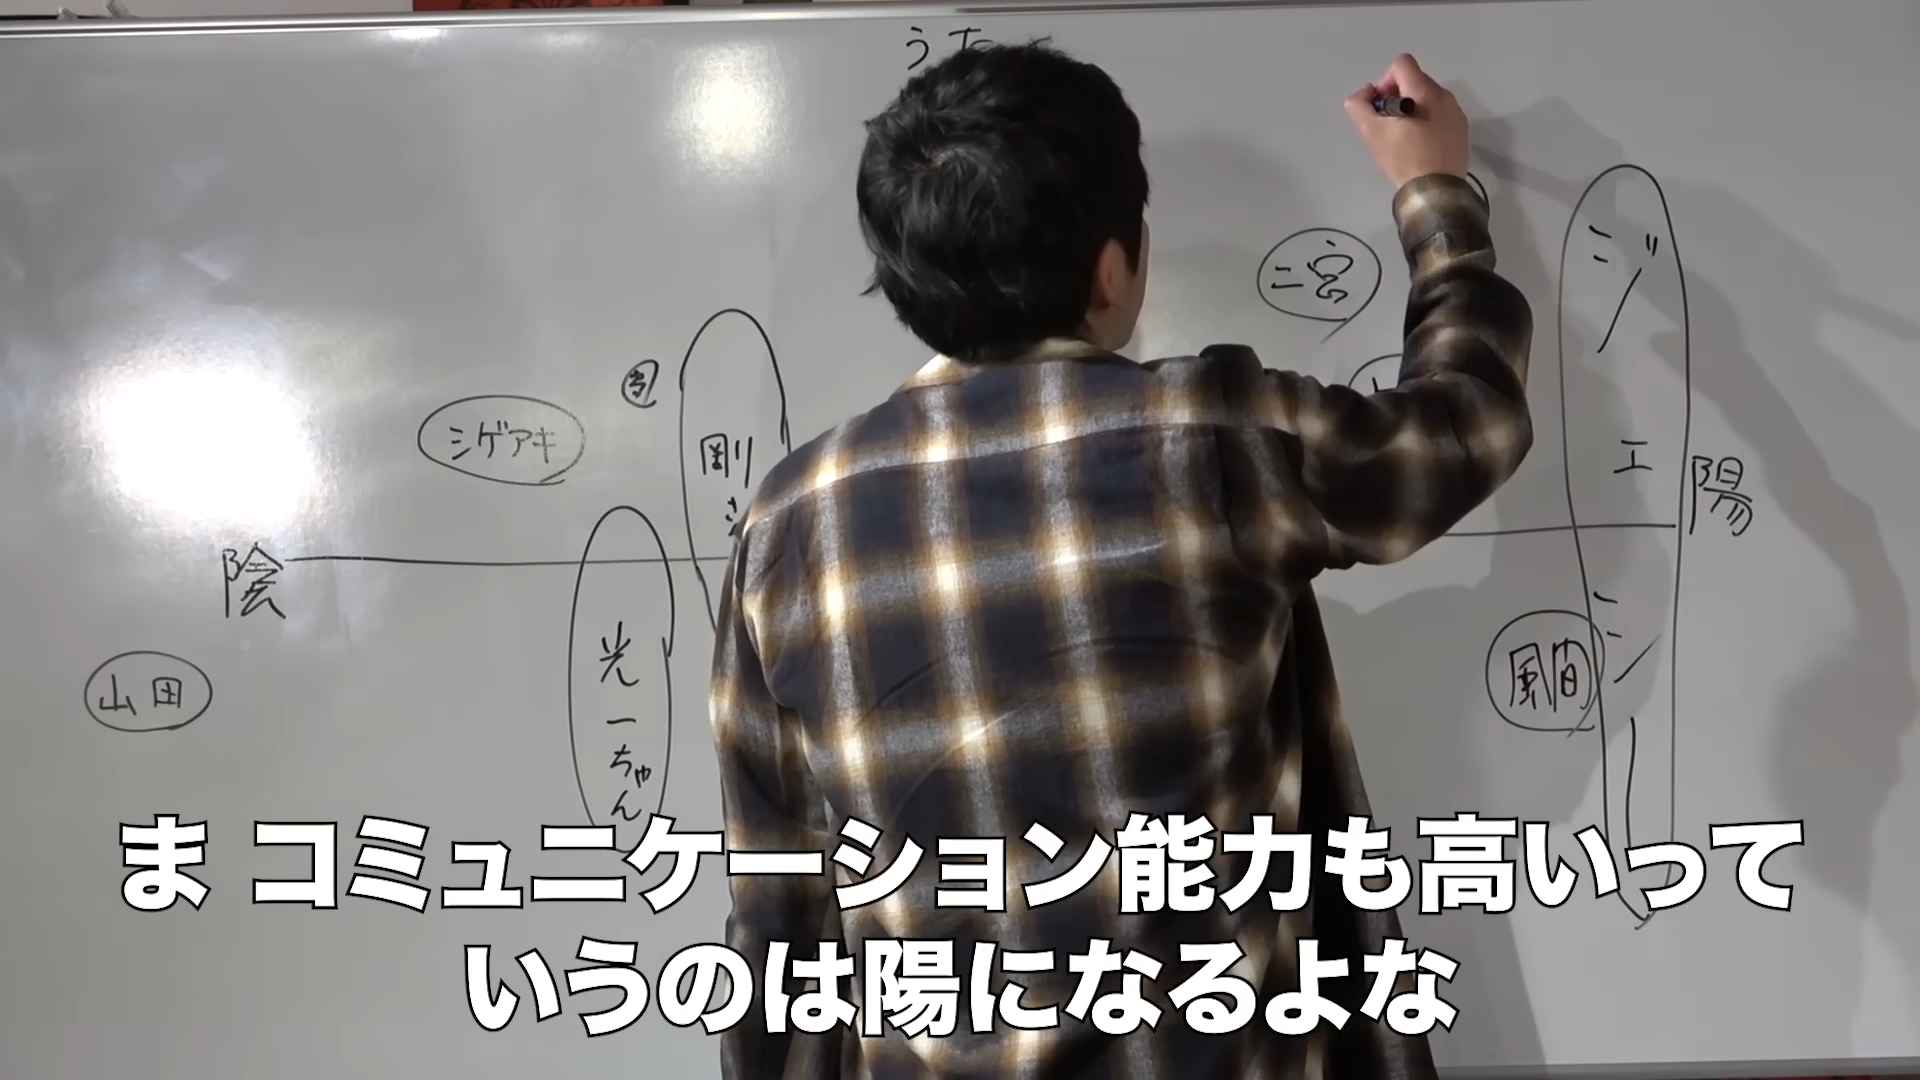 うた
二宮
シゲアキ
剛
ジェシー
陽
陰
風間
山田
光一ちゃん
ま コミュニケーション能力も高いって
いうのは陽になるよな